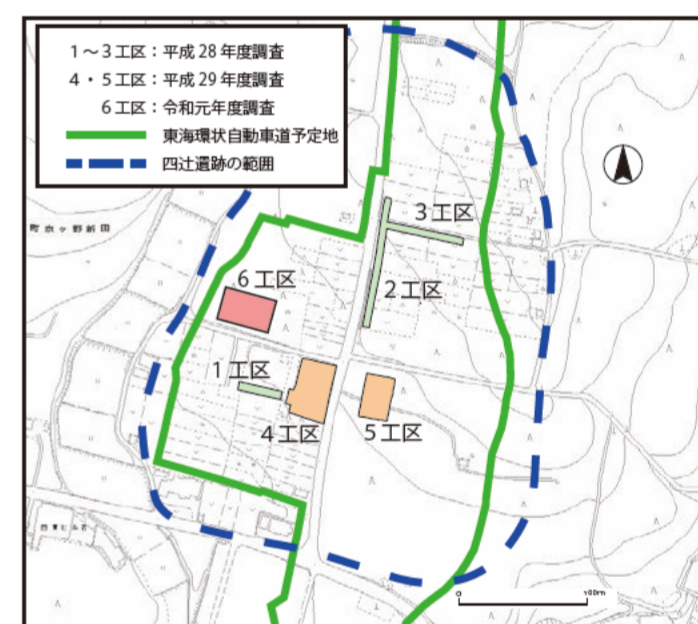 1～3工区：平成28年度調査
4・5工区：平成29年度調査
6工区：令和元年度調査
東海環状自動車道予定地
四辻遺跡の範囲
3工区
6工区
2工区
1工区
4工区
5工区
0
100m